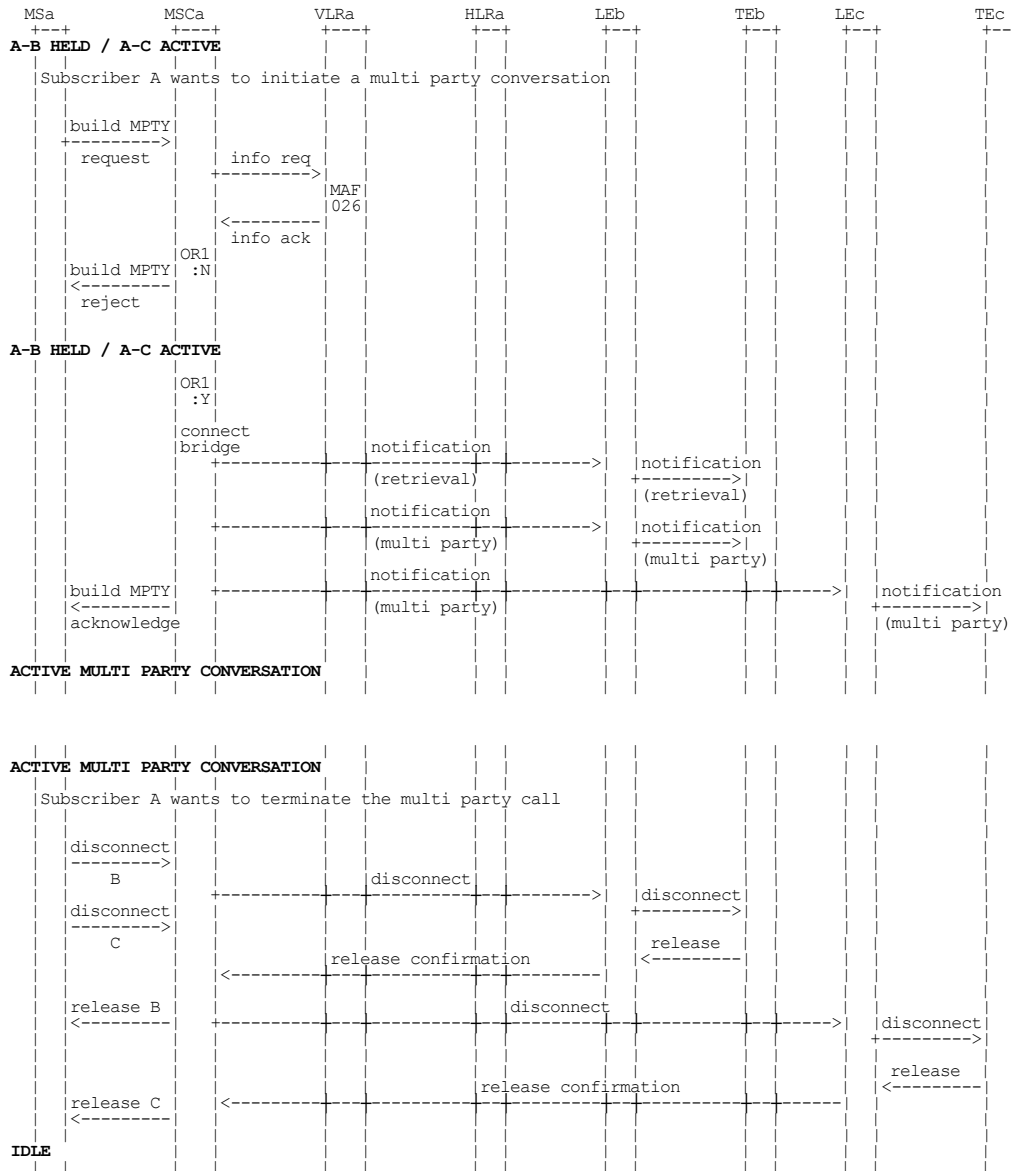 MSa MSCa VLRa HLRa LEb TEb LEc TEc
A-B HELD / A-C ACTIVE
Subscriber A wants to initiate a multi party conversation
build MPTY
request info req
MAF
026
info ack
OR1
build MPTY :N
reject
A-B HELD / A-C ACTIVE
OR1
:Y
connect
bridge notification
notification
(retrieval)
(retrieval)
notification
notification
(multi party)
(multi party)
notification
build MPTY notification
(multi party)
acknowledge (multi party)
ACTIVE MULTI PARTY CONVERSATION
ACTIVE MULTI PARTY CONVERSATION
Subscriber A wants to terminate the multi party call
disconnect
B disconnect
disconnect
disconnect
C release
release confirmation
release B disconnect
disconnect
release
release confirmation
release C
IDLE